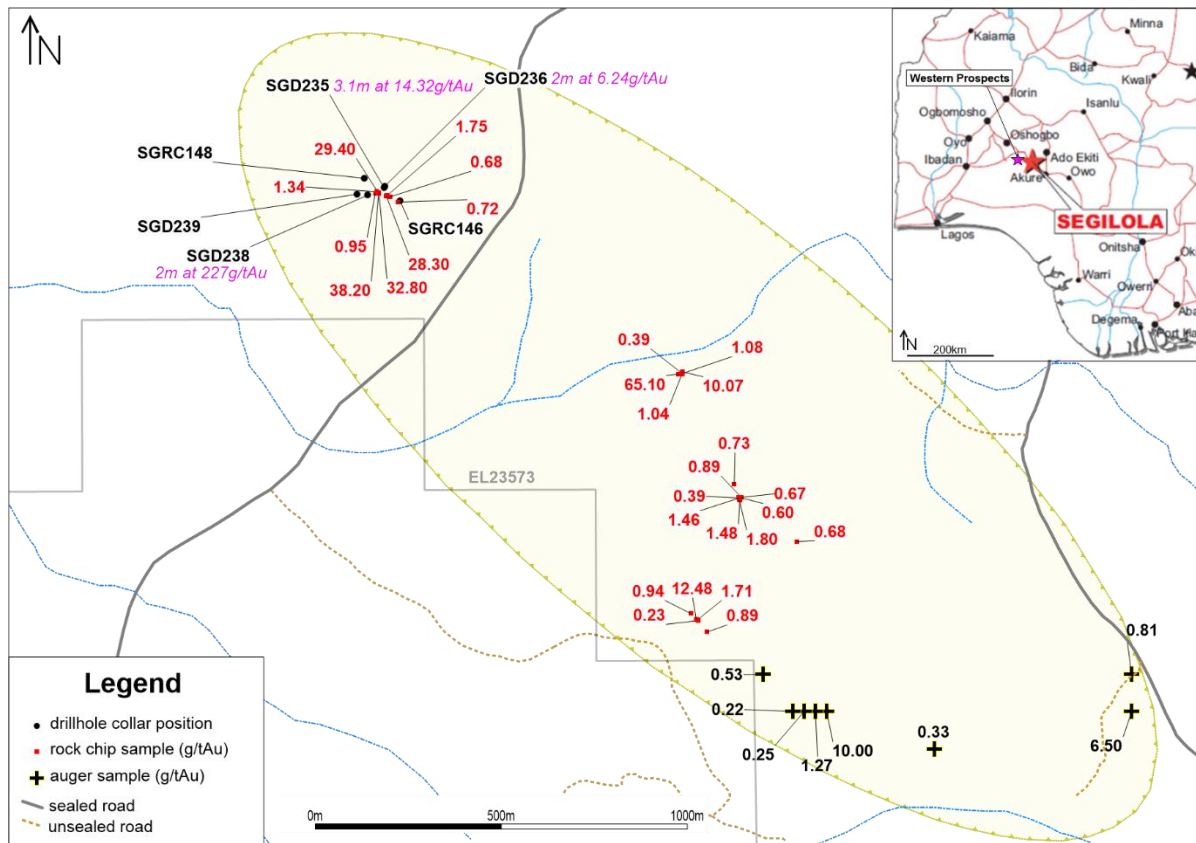 N
SGD235 3.1m at 14.32g/tAu
SGD236 2m at 6.24g/tAu
1.75
29.40
0.68
SGRC148
1.34
0.72
SGD239
SGRC146
0.95
SGD238
2m at 227g/tAu
28.30
38.20
32.80
0.39
1.08
65.10
10.07
1.04
0.73
0.89
EL23573
0.39
0.67
1.46
0.60
1.48
1.80
0.68
0.94
12.48
1.71
0.23
0.89
0.81
0.53
0.22
0.33
0.25
10.00
6.50
1.27
Minna
Kaiama
Bida
Kwali
Western Prospects
Ilorin
Isanlu
Ogbomosho
Oshogbo
Oyo
Ado Ekiti
Ibadan
Akure
Owo
SEGILOLA
Lagos
Onitsha
Warri
Owerri
Aba
Degema
N
200km
Legend
drillhole collar position
rock chip sample (g/tAu)
auger sample (g/tAu)
sealed road
unsealed road
0m
500m
1000m